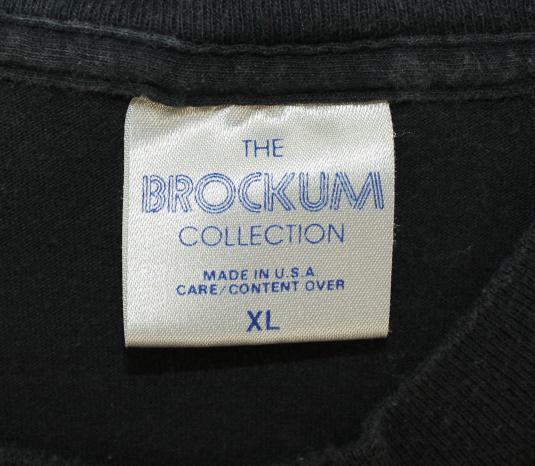 THE
BROCKUM
COLLECTION
MADE IN U.S.A
CARE/CONTENT OVER
XL